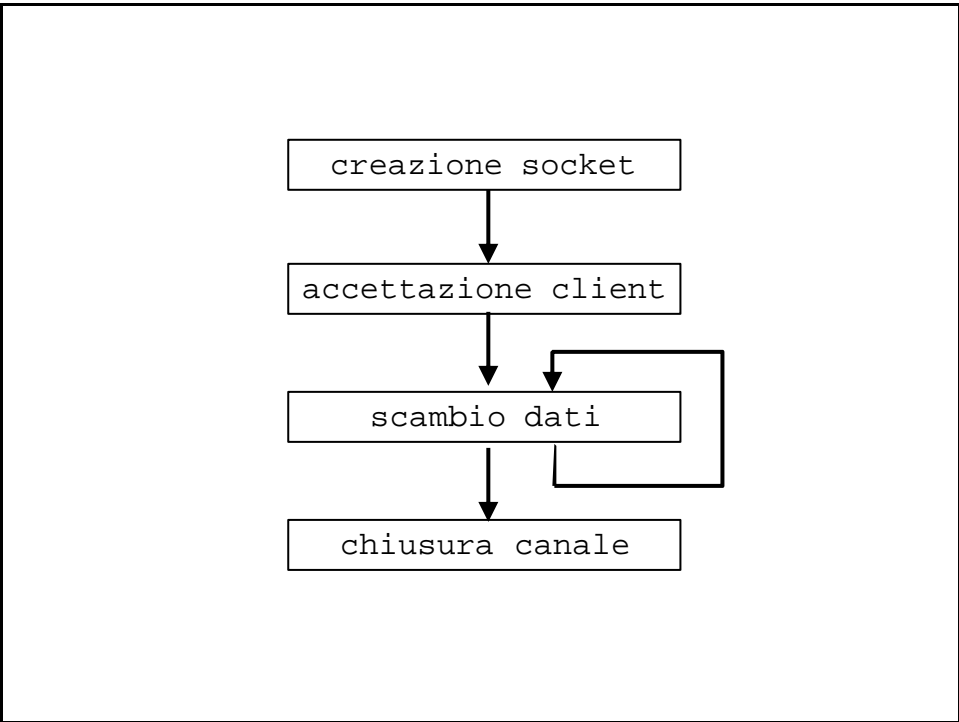 creazione socket
accettazione client
scambio dati
chiusura canale